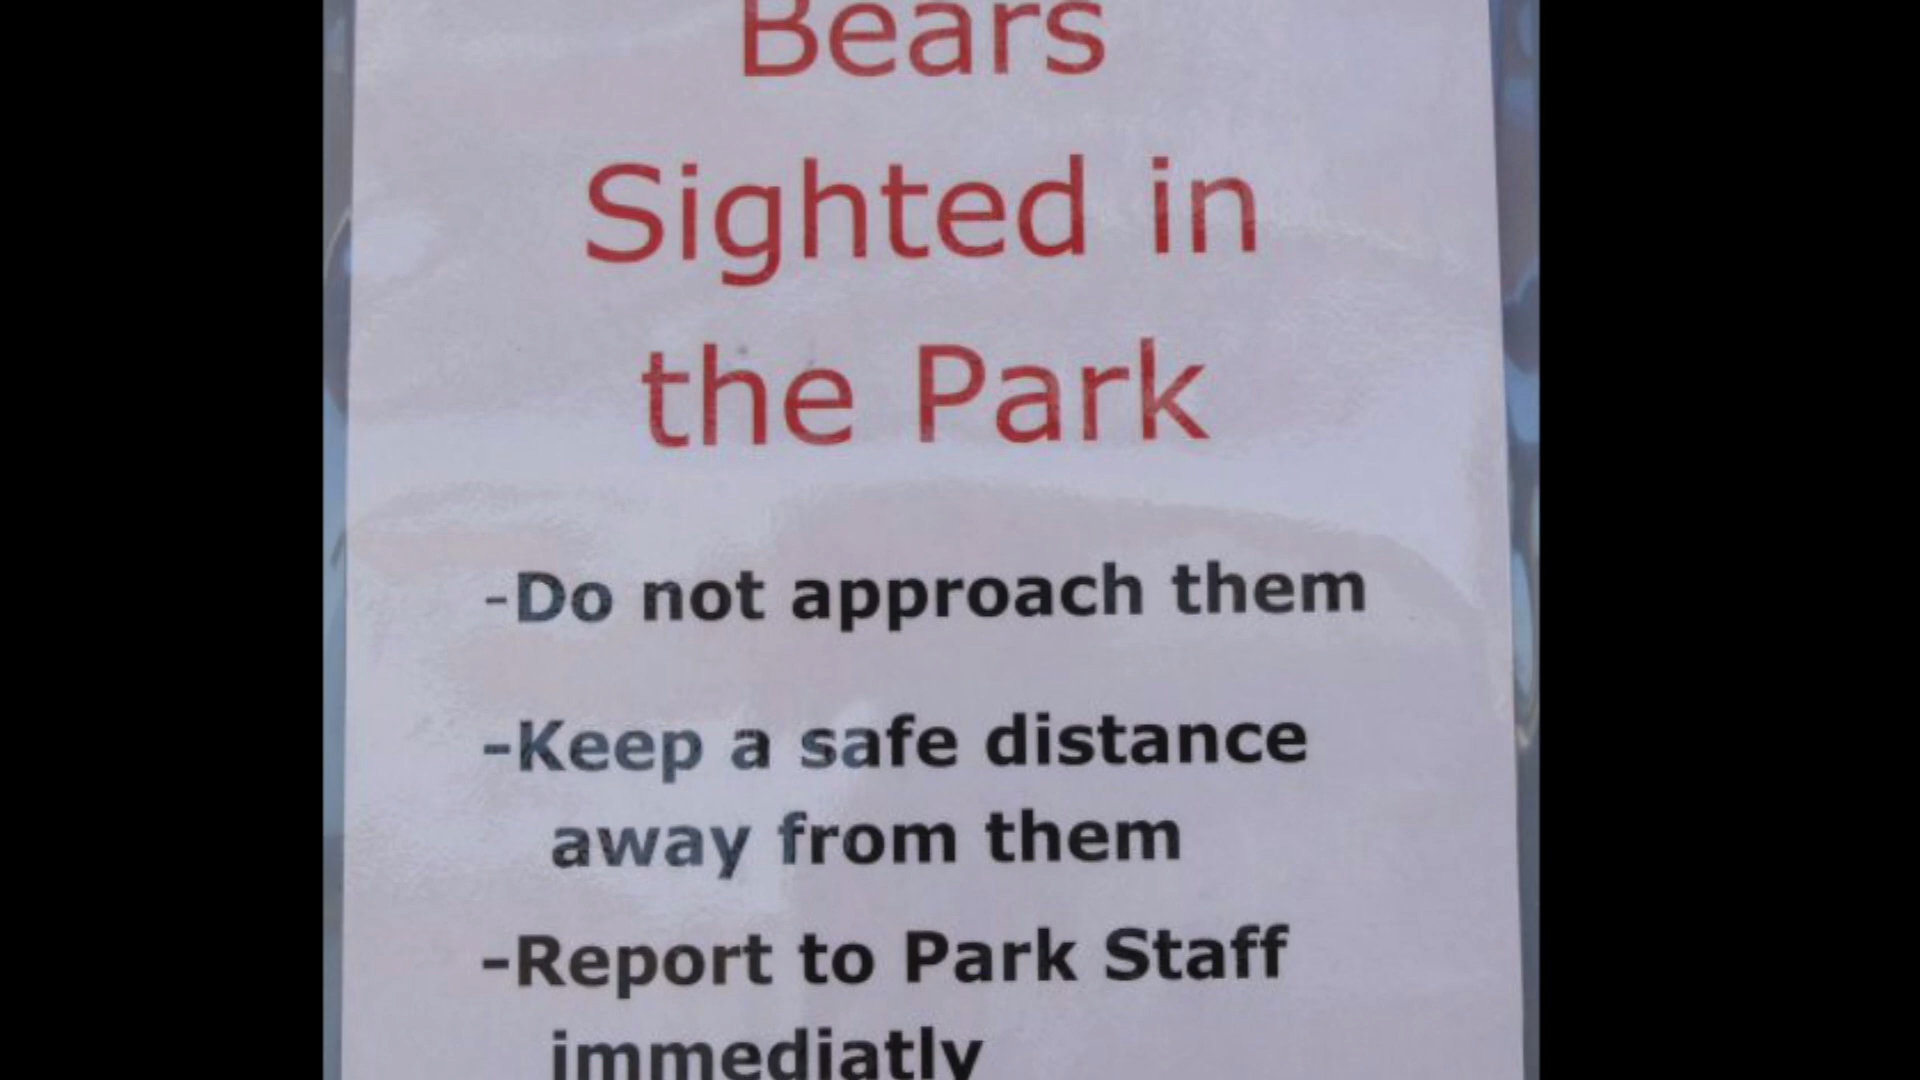 Bears
Sighted in
the Park
-Do not approach them
-Keep a safe distance
away from them
-Report to Park Staff
immediatly